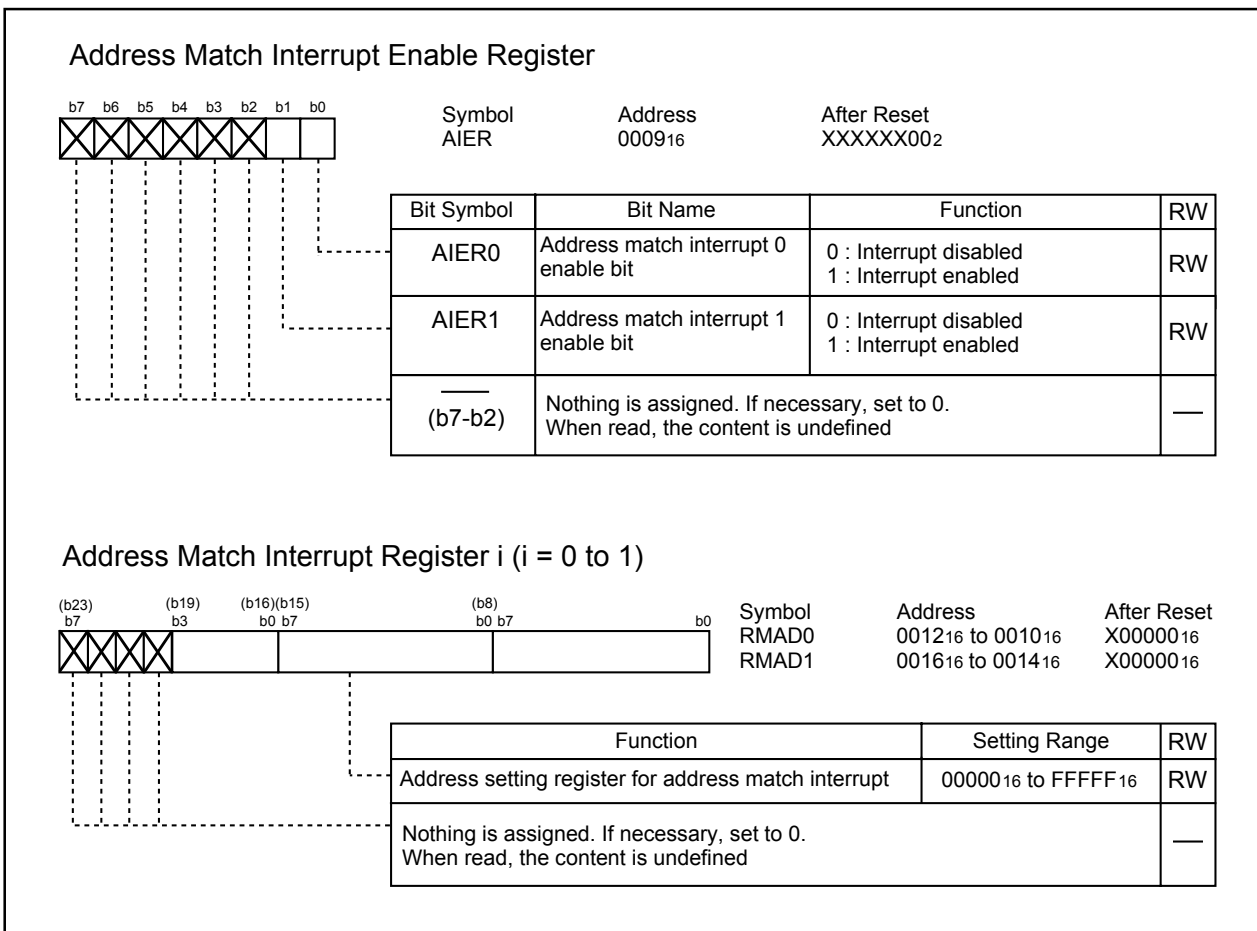 Address Match Interrupt Enable Register
b7 b6 b5 b4 b3 b2 b1 b0
Symbol Address After Reset
AIER 000916 XXXXXX002
Bit Symbol Bit Name Function RW
AIER0 Address match interrupt 0 enable bit 0 : Interrupt disabled 1 : Interrupt enabled RW
AIER1 Address match interrupt 1 enable bit 0 : Interrupt disabled 1 : Interrupt enabled RW
(b7-b2) Nothing is assigned. If necessary, set to 0.
When read, the content is undefined
Address Match Interrupt Register i (i = 0 to 1)
(b23) (b19) (b16)(b15) (b8)
b7 b3 b0 b7 b0 b7 b0
Symbol Address After Reset
RMAD0 001216 to 001016 X0000016
RMAD1 001616 to 001416 X0000016
Function Setting Range RW
Address setting register for address match interrupt 0000016 to FFFFF16 RW
Nothing is assigned. If necessary, set to 0.
When read, the content is undefined